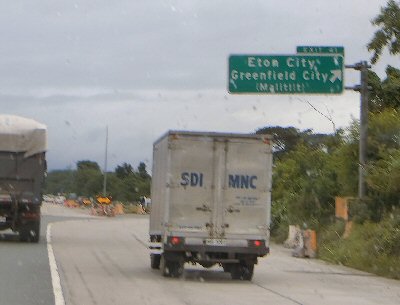 EXIT 41
Eton City
Greenfield City
(Malitlit)
SDI MNC